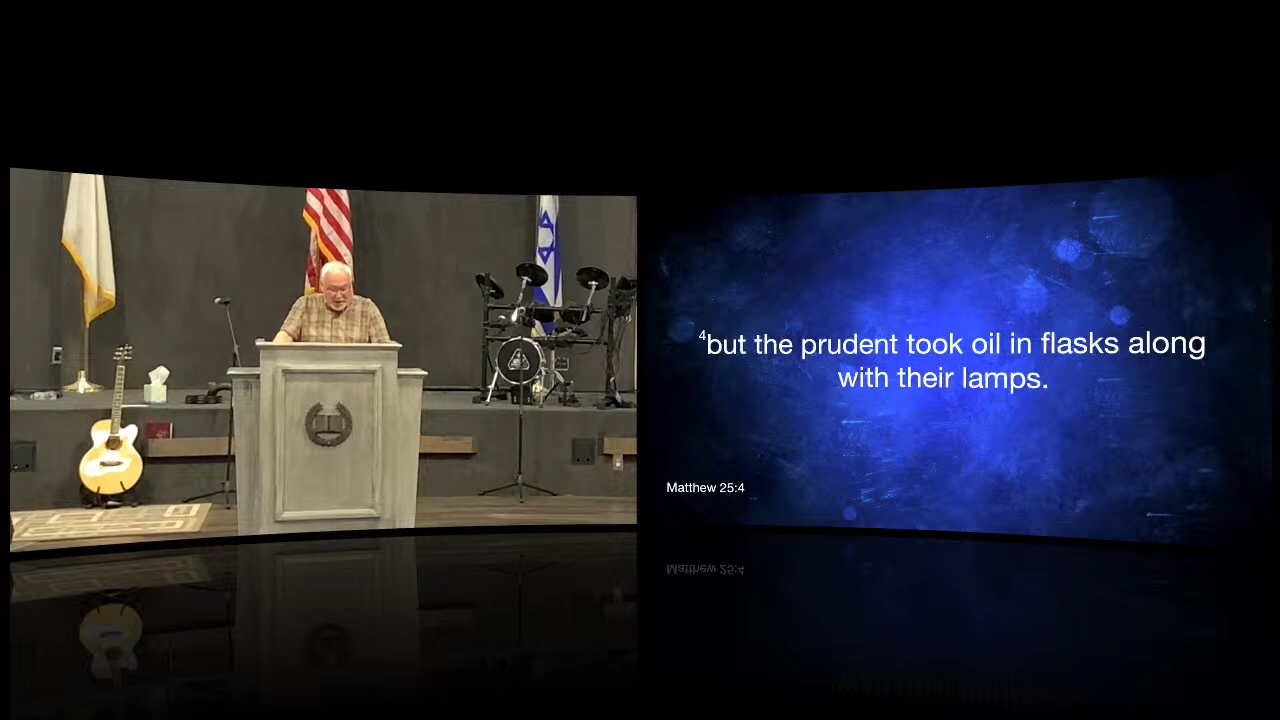 ⁴but the prudent took oil in flasks along
with their lamps.
Matthew 25:4